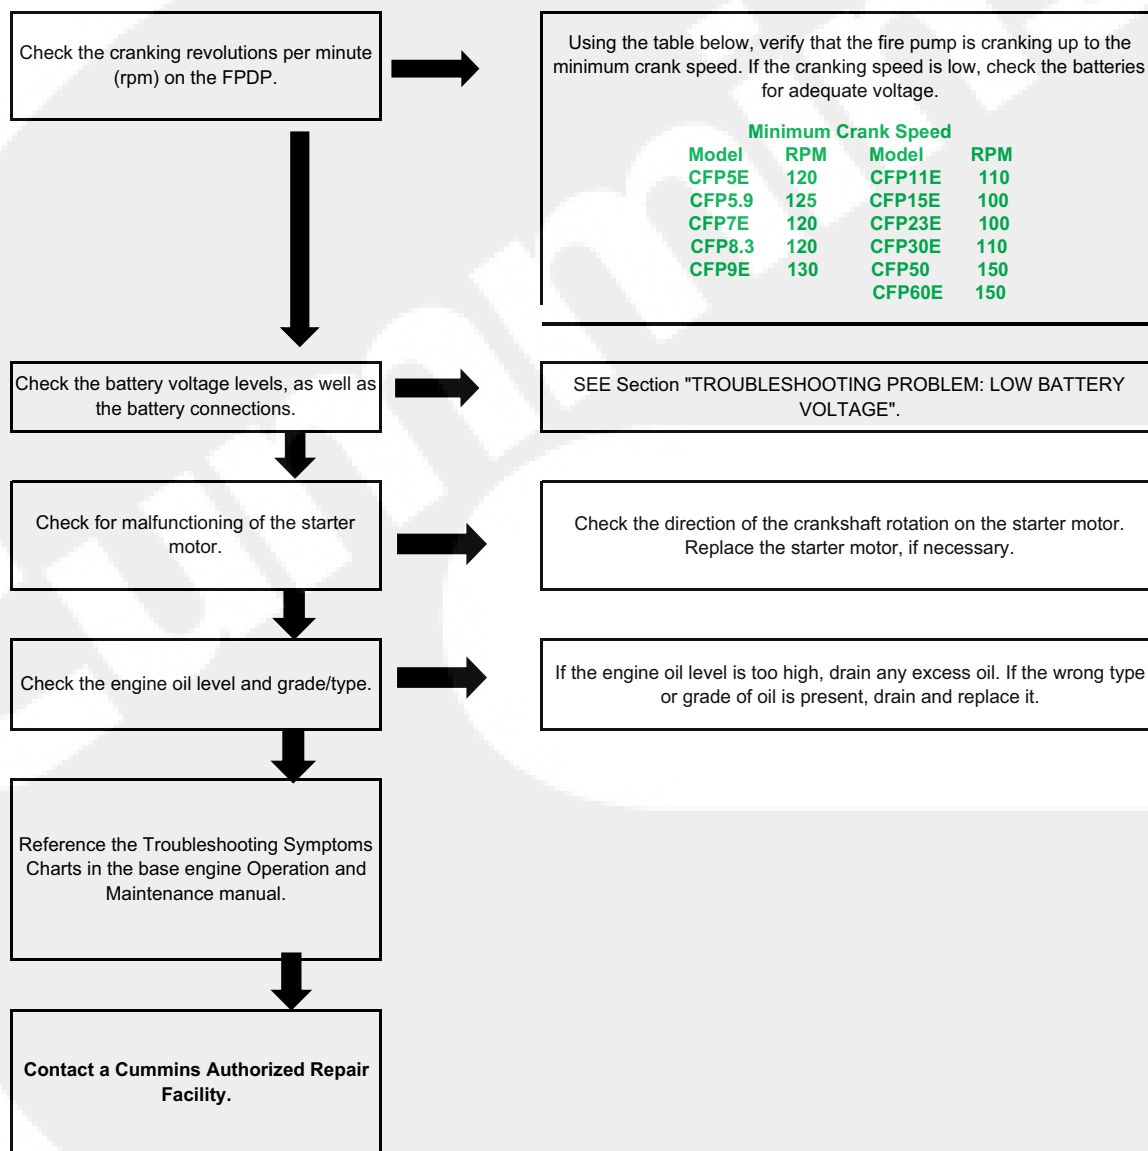 Check the cranking revolutions per minute
(rpm) on the FPDP.
Using the table below, verify that the fire pump is cranking up to the
minimum crank speed. If the cranking speed is low, check the batteries
for adequate voltage.
Minimum Crank Speed
Model RPM Model RPM
CFP5E 120 CFP11E 110
CFP5.9 125 CFP15E 100
CFP7E 120 CFP23E 100
CFP8.3 120 CFP30E 110
CFP9E 130 CFP50 150
CFP60E 150
Check the battery voltage levels, as well as
the battery connections.
SEE Section "TROUBLESHOOTING PROBLEM: LOW BATTERY
VOLTAGE".
Check for malfunctioning of the starter
motor.
Check the direction of the crankshaft rotation on the starter motor.
Replace the starter motor, if necessary.
Check the engine oil level and grade/type.
If the engine oil level is too high, drain any excess oil. If the wrong type
or grade of oil is present, drain and replace it.
Reference the Troubleshooting Symptoms
Charts in the base engine Operation and
Maintenance manual.
Contact a Cummins Authorized Repair
Facility.